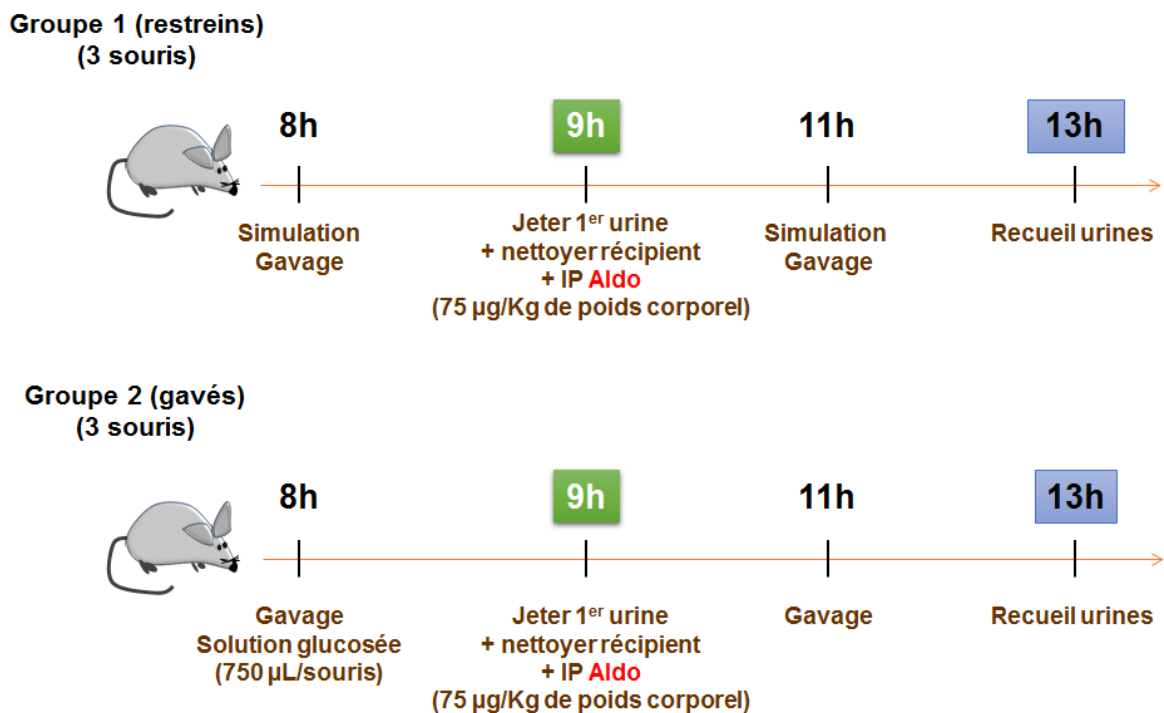 Groupe 1 (restreins)
(3 souris)
8h
9h
11h
13h
Simulation
Gavage
Jeter 1er urine
+ nettoyer récipient
+ IP Aldo
(75 µg/Kg de poids corporel)
Simulation
Gavage
Recueil urines
Groupe 2 (gavés)
(3 souris)
8h
9h
11h
13h
Gavage
Solution glucosée
(750 µL/souris)
Jeter 1er urine
+ nettoyer récipient
+ IP Aldo
(75 µg/Kg de poids corporel)
Gavage
Recueil urines